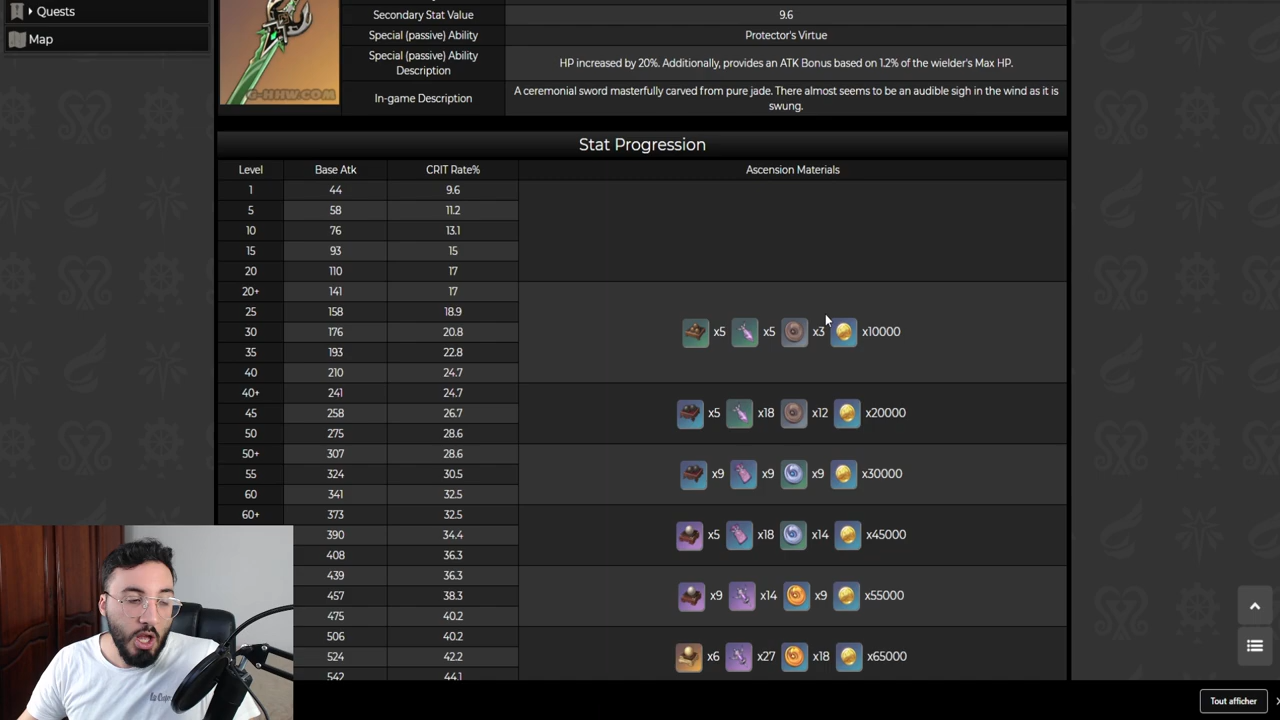 Quests
Map
Secondary Stat Value 9.6
Special (passive) Ability Protector's Virtue
Special (passive) Ability Description HP increased by 20%. Additionally, provides an ATK Bonus based on 1.2% of the wielder's Max HP.
In-game Description A ceremonial sword masterfully carved from pure jade. There almost seems to be an audible sigh in the wind as it is
swung.
G-HHW.COM
Stat Progression
Level Base Atk CRIT Rate% Ascension Materials
1 44 9.6
5 58 11.2
10 76 13.1
15 93 15
20 110 17
20+ 141 17
25 158 18.9
30 176 20.8
x5 x5 x3 x10000
35 193 22.8
40 210 24.7
40+ 241 24.7
45 258 26.7
x5 x18 x12 x20000
50 275 28.6
50+ 307 28.6
55 324 30.5
x9 x9 x9 x30000
60 341 32.5
60+ 373 32.5
390 34.4
x5 x18 x14 x45000
408 36.3
439 36.3
457 38.3
x9 x14 x9 x55000
475 40.2
506 40.2
524 42.2
x6 x27 x18 x65000
542 44.1
Tout afficher